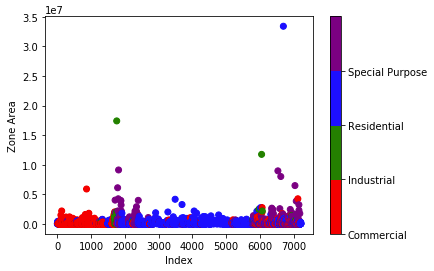 1e7
3.5
3.0
2.5
2.0
1.5
1.0
0.5
0.0
Zone Area
0 1000 2000 3000 4000 5000 6000 7000
Index
Special Purpose
Residential
Industrial
Commercial